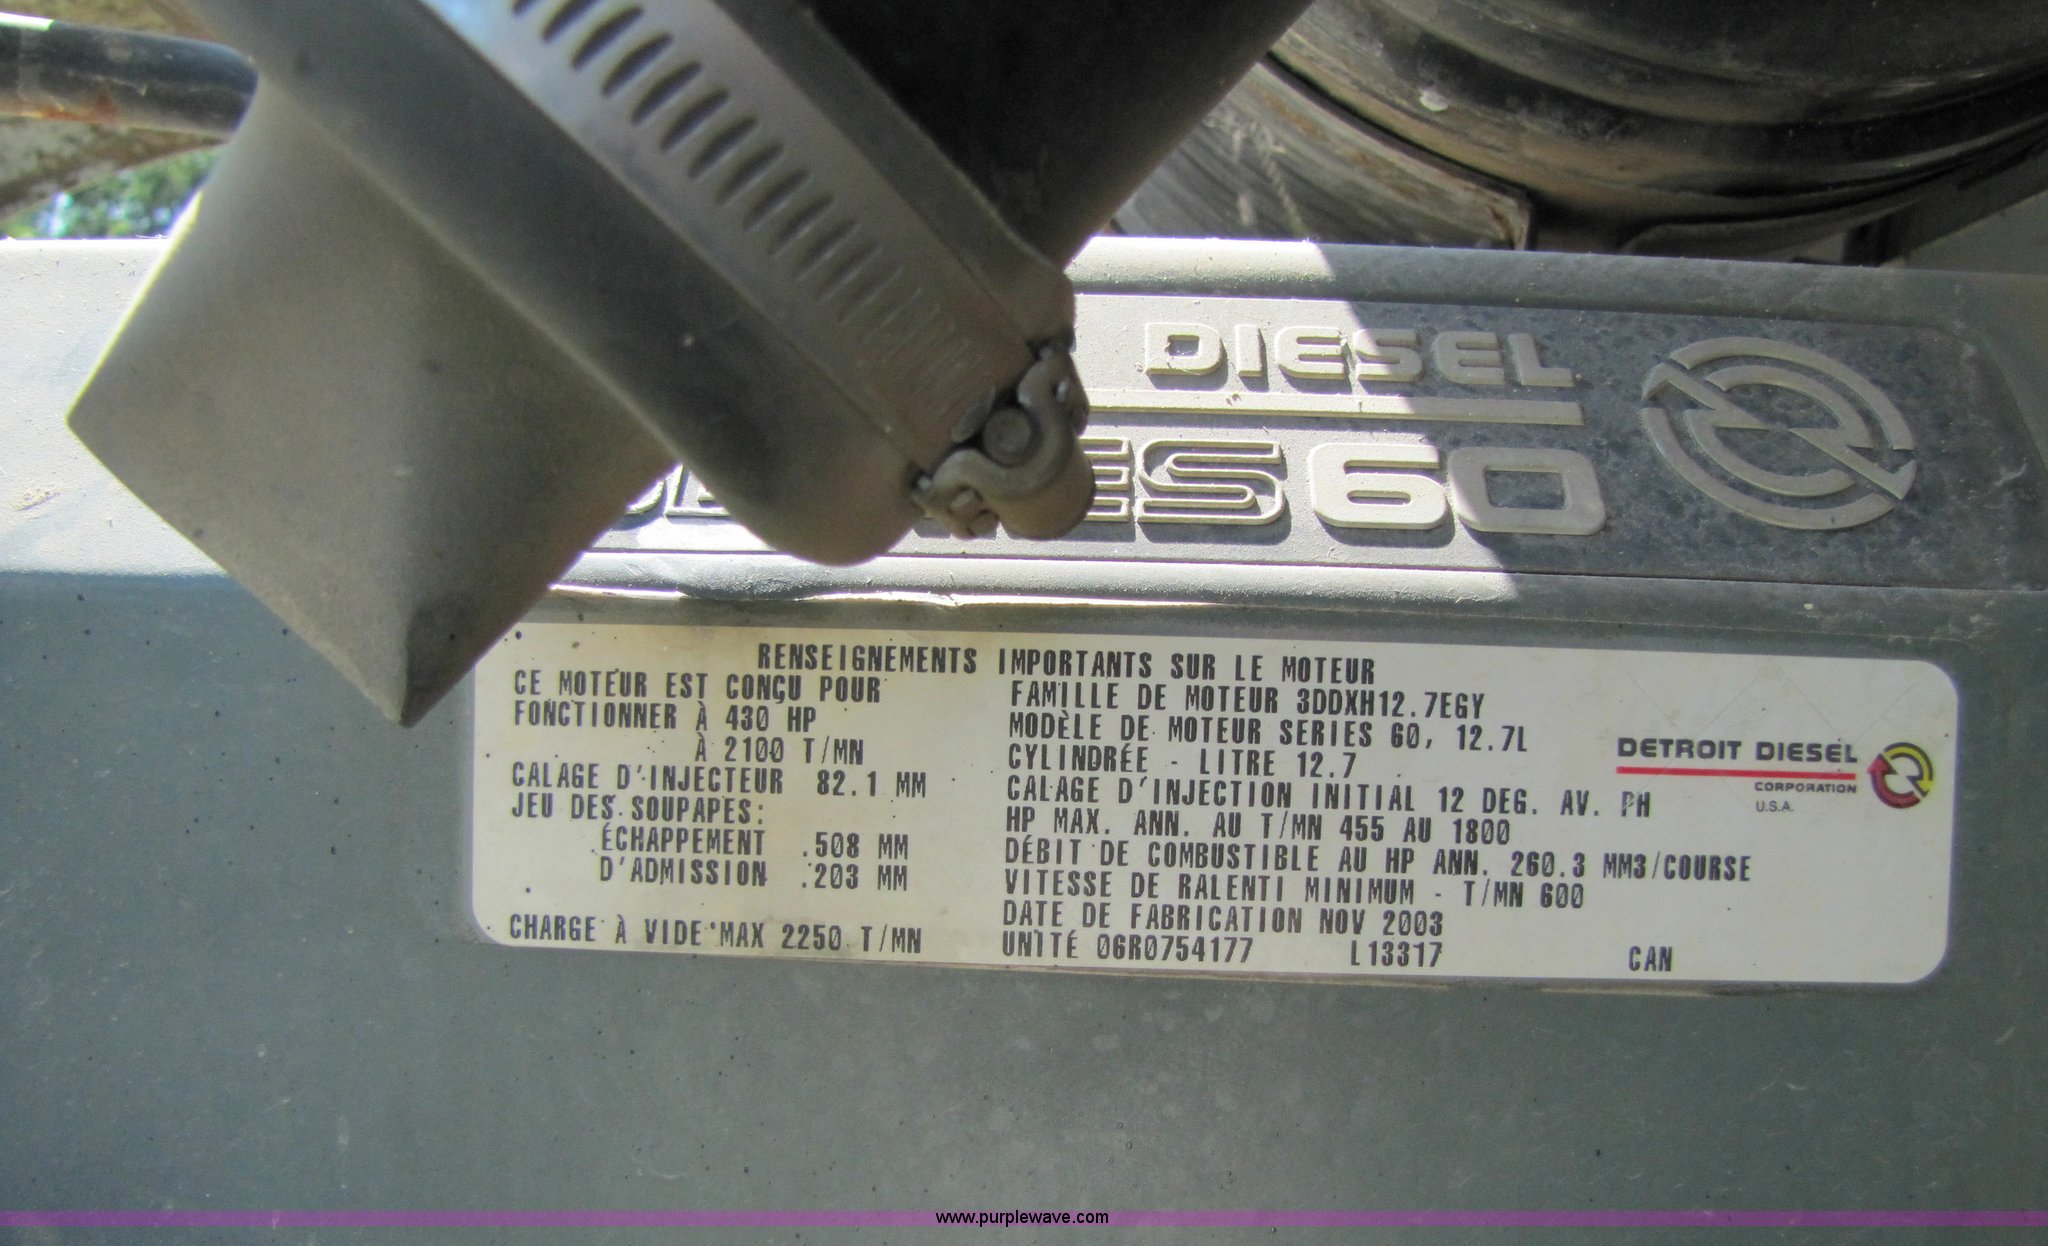 DIESEL
60
RENSEIGNEMENTS IMPORTANTS SUR LE MOTEUR
CE MOTEUR EST CONÇU POUR
FONCTIONNER À 430 HP
À 2100 T/MN
CALAGE D'INJECTEUR 82.1 MM
JEU DES SOUPAPES:
ÉCHAPPEMENT .508 MM
D'ADMISSION .203 MM
CHARGE À VIDE MAX 2250 T/MN
FAMILLE DE MOTEUR 3DDXH12.7EGY
MODÈLE DE MOTEUR SERIES 60, 12.7L
CYLINDRÉE - LITRE 12.7
CALAGE D'INJECTION INITIAL 12 DEG. AV. PH
HP MAX. ANN. AU T/MN 455 AU 1800
DÉBIT DE COMBUSTIBLE AU HP ANN. 260.3 MM3/COURSE
VITESSE DE RALENTI MINIMUM - T/MN 600
DATE DE FABRICATION NOV 2003
UNITÉ 06R0754177 L13317 CAN
DETROIT DIESEL
CORPORATION
U.S.A.
www.purplewave.com